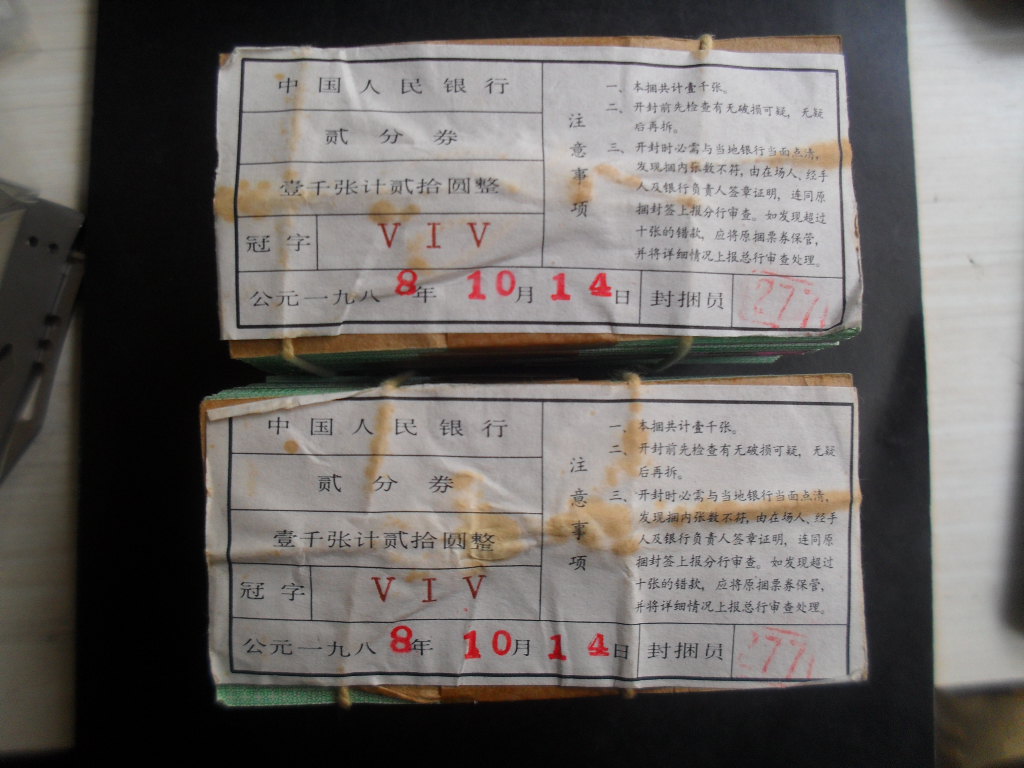 中国人民银行
贰分券
壹千张计贰拾圆整
冠字 VIV
注意事项
一、本捆共计壹千张。
二、开封前先检查有无破损可疑，无疑
后再拆。
三、开封时必需与当地银行当面点清，
发现捆内张数不符，由在场人、经手
人及银行负责人签章证明，连同原
捆封签上报分行审查。如发现超过
十张的错款，应将原捆票券保管，
并将详细情况上报总行审查处理。
公元一九八8年 10月 14日 封捆员 277
中国人民银行
贰分券
壹千张计贰拾圆整
冠字 VIV
注意事项
一、本捆共计壹千张。
二、开封前先检查有无破损可疑，无疑
后再拆。
三、开封时必需与当地银行当面点清，
发现捆内张数不符，由在场人、经手
人及银行负责人签章证明，连同原
捆封签上报分行审查。如发现超过
十张的错款，应将原捆票券保管，
并将详细情况上报总行审查处理。
公元一九八8年 10月 14日 封捆员